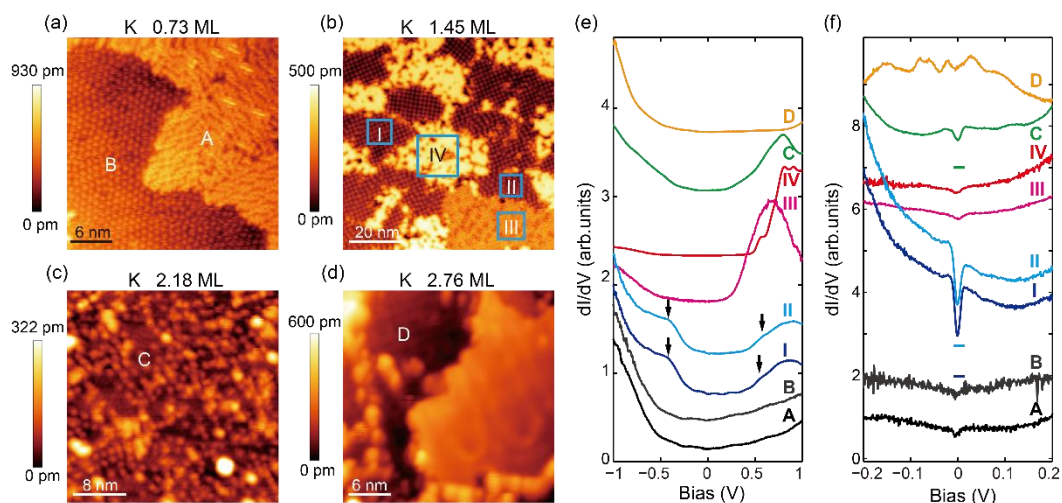 (a) K 0.73 ML
930 pm
0 pm
A
B
6 nm
(b) K 1.45 ML
500 pm
0 pm
I
IV
II
III
20 nm
(c) K 2.18 ML
322 pm
0 pm
C
8 nm
(d) K 2.76 ML
600 pm
0 pm
D
6 nm
(e)
dI/dV (arb.units)
4
3
2
1
0
D
C
IV
III
II
I
B
A
−1 −0.5 0 0.5 1
Bias (V)
(f)
dI/dV (arb.units)
8
6
4
2
0
D
C
IV
III
II
I
B
A
−0.2 −0.1 0 0.1 0.2
Bias (V)